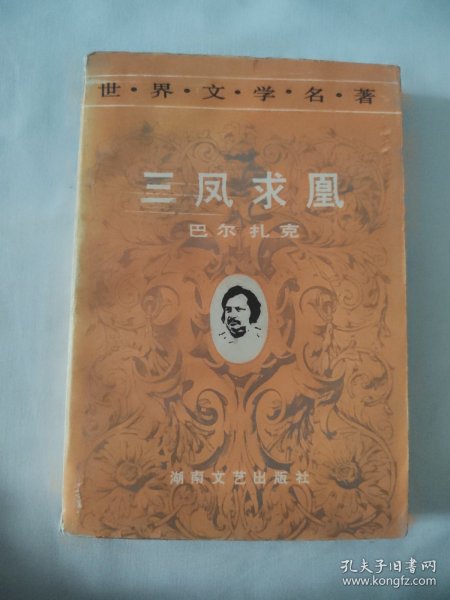 世·界·文·学·名·著
三凤求凰
巴尔扎克
湖南文艺出版社
孔夫子旧书网
www.kongfz.com